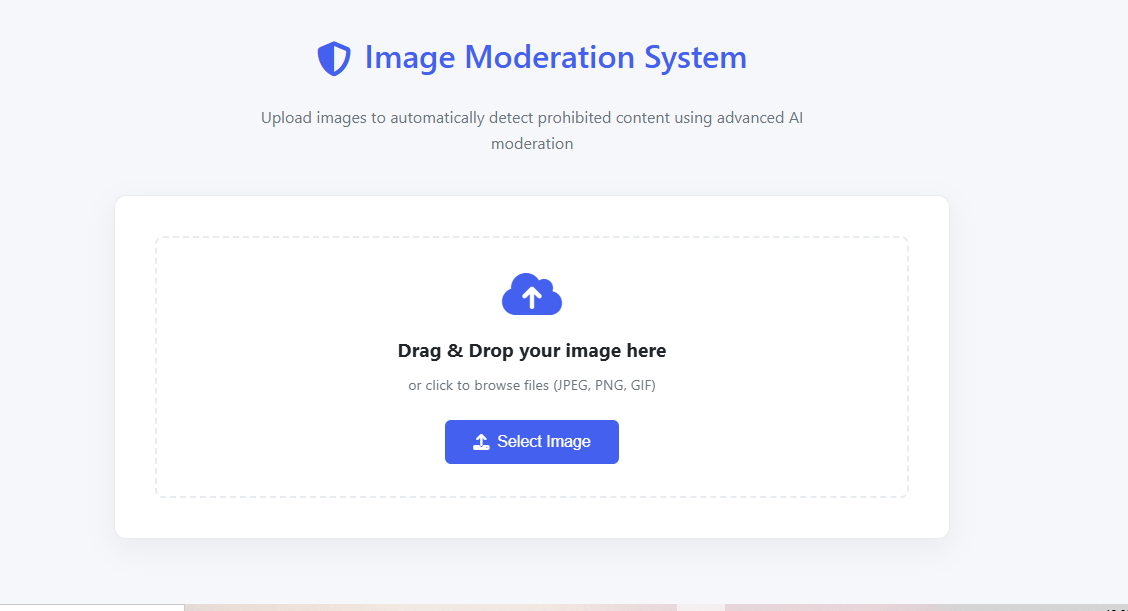 Image Moderation System
Upload images to automatically detect prohibited content using advanced AI
moderation
Drag & Drop your image here
or click to browse files (JPEG, PNG, GIF)
Select Image